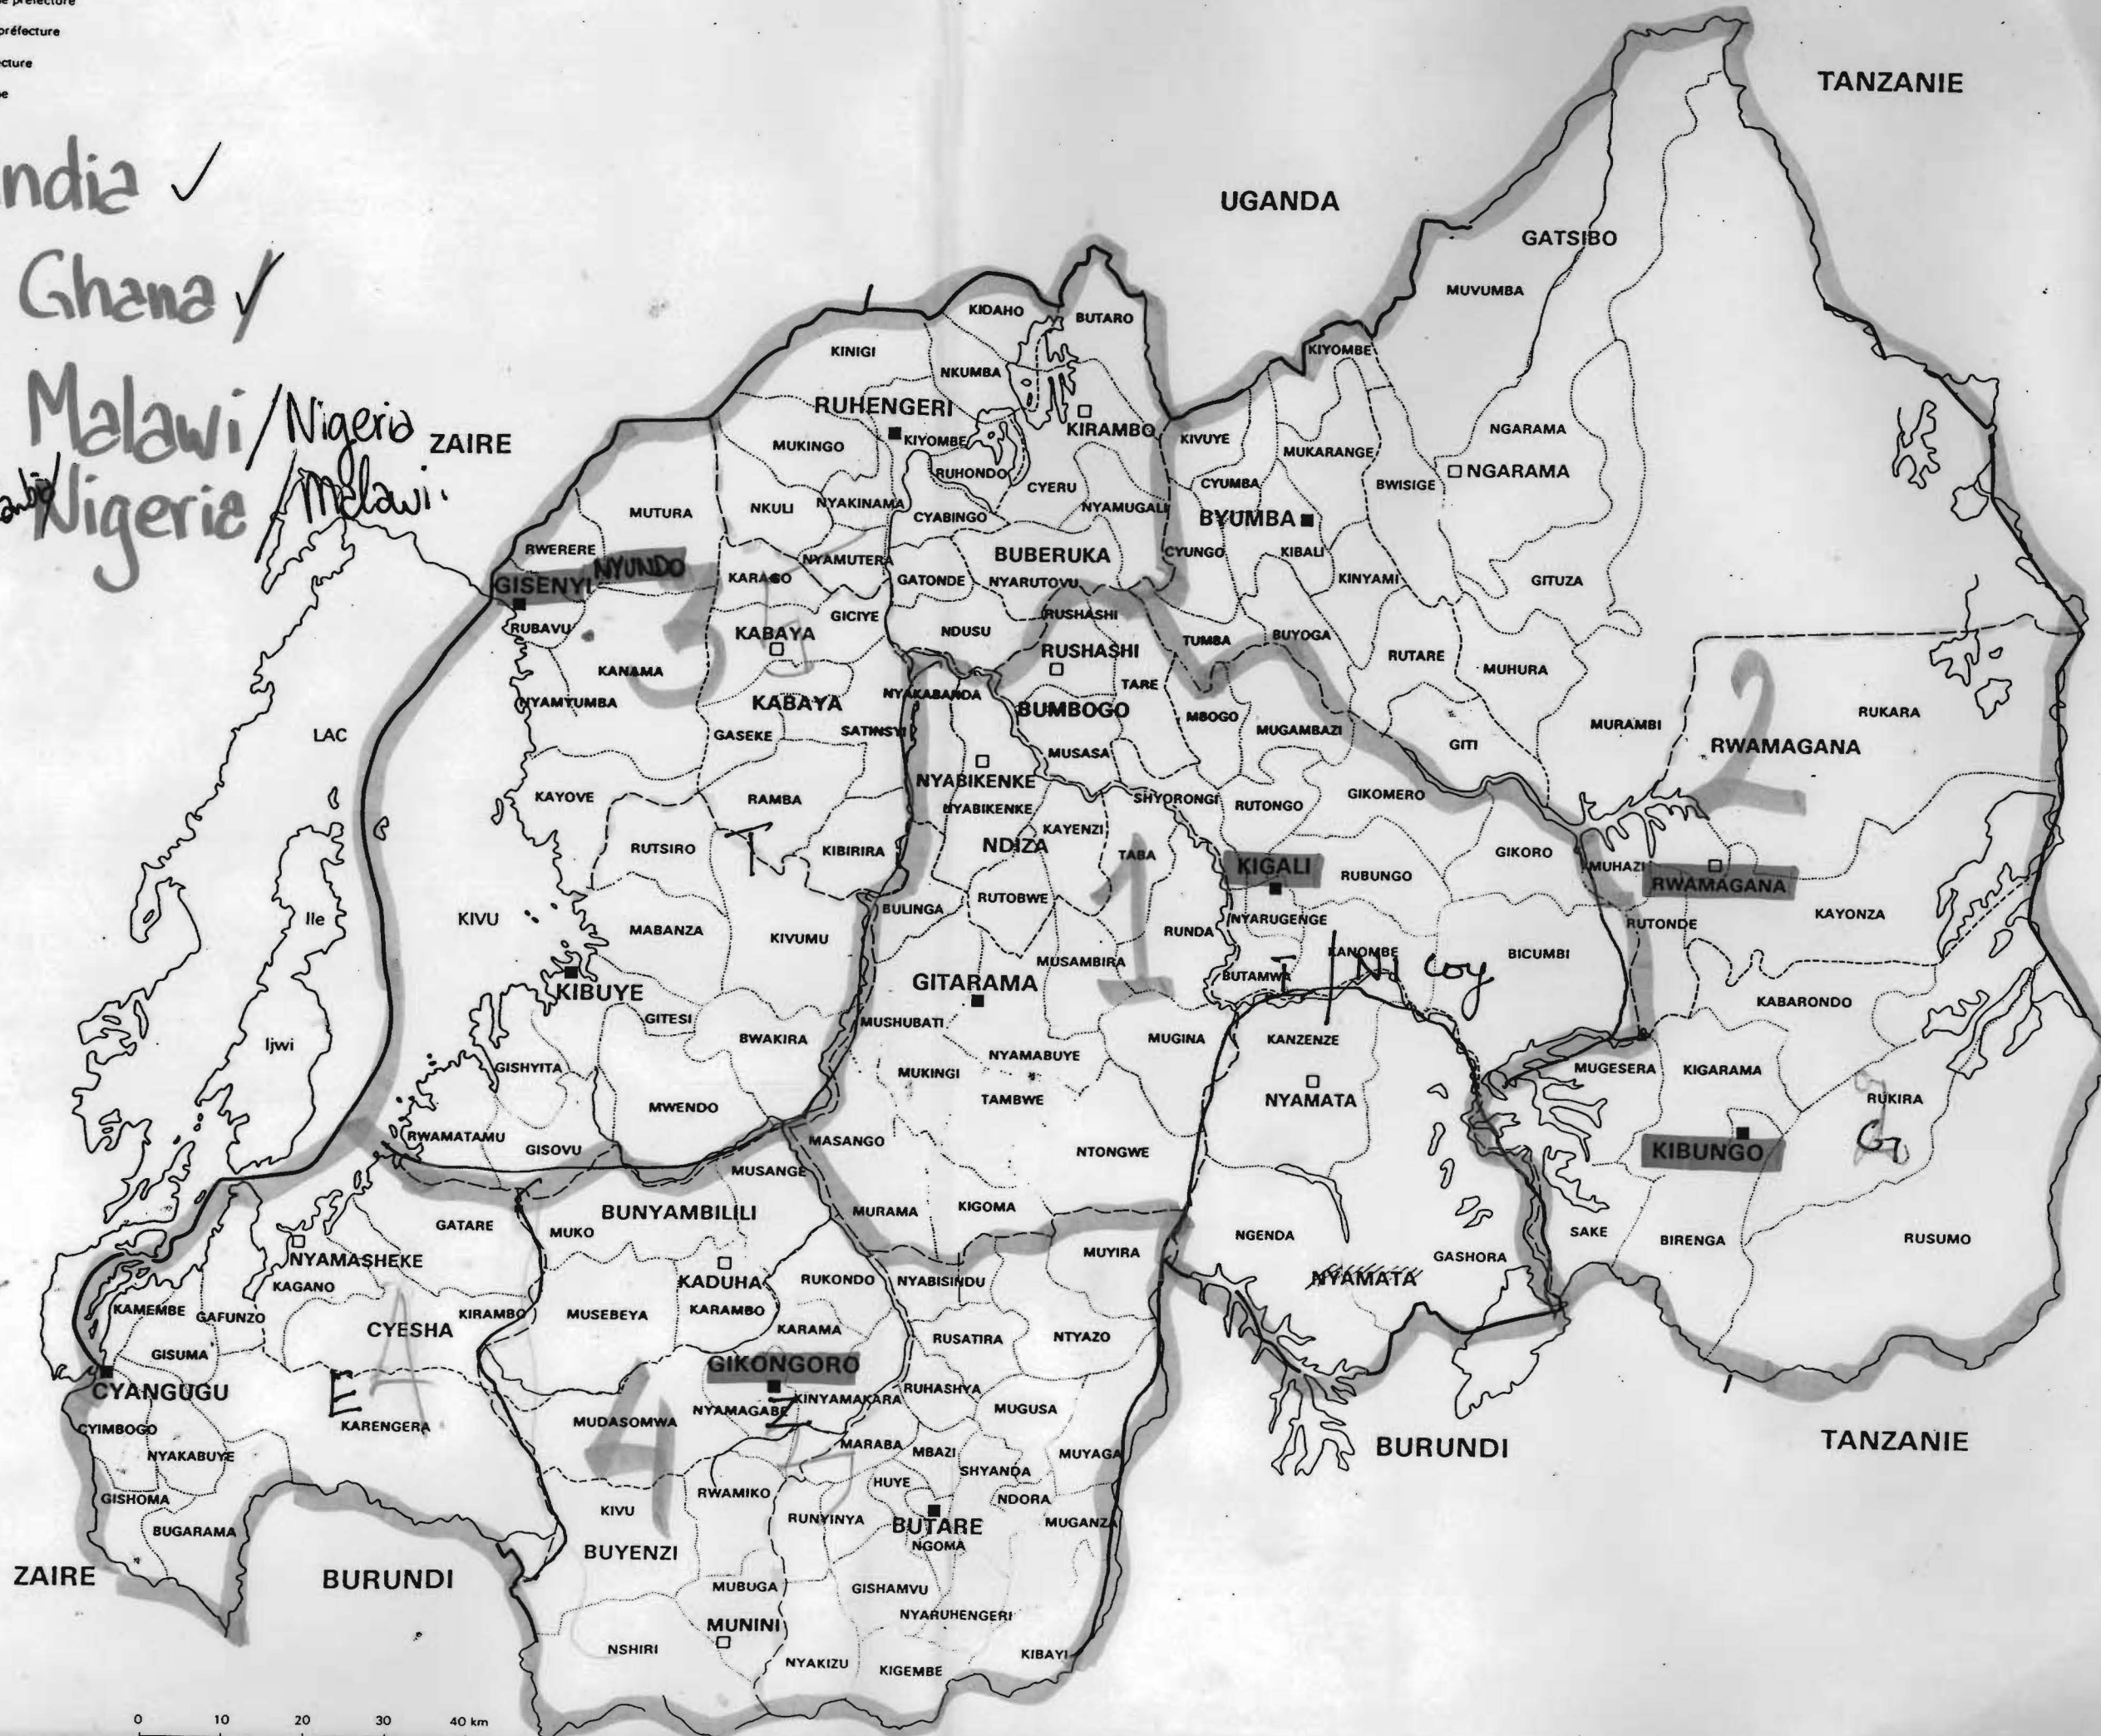 préfecture
préfecture
cture
e
TANZANIE
ndia ✓
UGANDA
GATSIBO
Ghana ✓
MUVUMBA
KIDAHO
BUTARO
KINIGI
KIYOMBE
NKUMBA
Malawi / Nigeria
ZAIRE
RUHENGERI
KIRAMBO
KIYOMBE
KIVUYE
NGARAMA
MUKINGO
MUKARANGE
NGARAMA
RUHONDO
CYERU
CYUMBA
BWISIGE
Nigeria / Malawi.
MUTURA
NKULI
NYAKINAMA
CYABINGO
NYAMUGALI
BYUMBA
RWERERE
NYUNDO
NYAMUTERA
BUBERUKA
CYUNGO
KIBALI
GISENYI
KARAGO
GATONDE
NYARUTOVU
KINYAMI
GITUZA
RUBAVU
3
GICIYE
RUSHASHI
KABAYA
NDUSU
TUMBA
BUYOGA
RUSHASHI
RUTARE
MUHURA
2
KANAMA
TARE
NYAMYUMBA
KABAYA
NYAKABANDA
BUMBOGO
MBOGO
RUKARA
LAC
GASEKE
SATINSYI
MUGAMBAZI
MURAMBI
GITI
RWAMAGANA
MUSASA
NYABIKENKE
KAYOVE
RAMBA
NYABIKENKE
SHYORONGI
RUTONGO
GIKOMERO
KAYENZI
RUTSIRO
T
KIBIRIRA
NDIZA
TABA
GIKORO
KIGALI
RUBUNGO
MUHAZI
RWAMAGANA
1
Ile
KIVU
BULINGA
RUTOBWE
NYARUGENGE
RUTONDE
KAYONZA
MABANZA
KIVUMU
RUNDA
MUSAMBIRA
KANOMBE
BICUMBI
GITARAMA
BUTAMWA
T / N1 Coy
KIBUYE
KABARONDO
GITESI
MUSHUBATI
Ijwi
BWAKIRA
MUGINA
KANZENZE
NYAMABUYE
GISHYITA
MUKINGI
MUGESERA
KIGARAMA
TAMBWE
NYAMATA
RUKIRA
MWENDO
RWAMATAMU
MASANGO
G
GISOVU
NTONGWE
KIBUNGO
MUSANGE
BUNYAMBILILI
MURAMA
KIGOMA
GATARE
MUKO
NGENDA
SAKE
BIRENGA
RUSUMO
NYAMASHEKE
MUYIRA
GASHORA
KAGANO
KADUHA
RUKONDO
NYABISINDU
NYAMATA
KAMEMBE
GAFUNZO
KIRAMBO
MUSEBEYA
KARAMBO
CYESHA
KARAMA
RUSATIRA
NTYAZO
GISUMA
GIKONGORO
CYANGUGU
E
RUHASHYA
KINYAMAKARA
NYAMAGABE
Z
MUGUSA
CYIMBOGO
KARENGERA
MUDASOMWA
4
NYAKABUYE
MARABA
MBAZI
MUYAGA
BURUNDI
TANZANIE
SHYANDA
HUYE
GISHOMA
RWAMIKO
NDORA
KIVU
RUNYINYA
BUTARE
MUGANZA
BUGARAMA
NGOMA
BUYENZI
ZAIRE
BURUNDI
MUBUGA
GISHAMVU
NYARUHENGERI
MUNINI
NSHIRI
KIBAYI
NYAKIZU
KIGEMBE
0 10 20 30 40 km